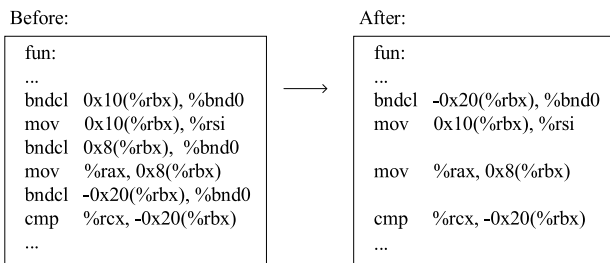 Before:
fun:
...
bndcl 0x10(%rbx), %bnd0
mov 0x10(%rbx), %rsi
bndcl 0x8(%rbx), %bnd0
mov %rax, 0x8(%rbx)
bndcl -0x20(%rbx), %bnd0
cmp %rcx, -0x20(%rbx)
...
After:
fun:
...
bndcl -0x20(%rbx), %bnd0
mov 0x10(%rbx), %rsi
mov %rax, 0x8(%rbx)
cmp %rcx, -0x20(%rbx)
...